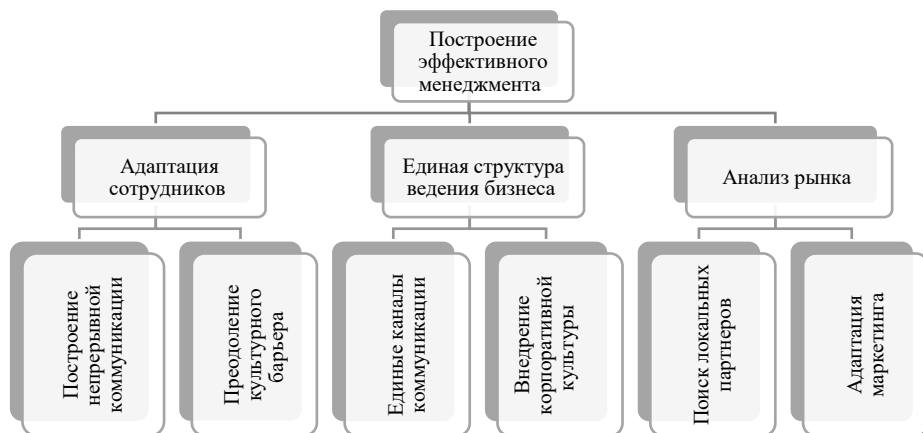 Построение
эффективного
менеджмента
Адаптация
сотрудников
Единая структура
ведения бизнеса
Анализ рынка
Построение
непрерывной
коммуникации
Преодоление
культурного
барьера
Единые каналы
коммуникации
Внедрение
корпоративной
культуры
Поиск локальных
партнеров
Адаптация
маркетинга